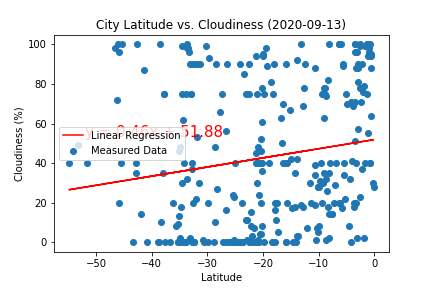 City Latitude vs. Cloudiness (2020-09-13)
100
80
60
40
20
0
Cloudiness (%)
51.88
Linear Regression
Measured Data
−50
−40
−30
−20
−10
0
Latitude